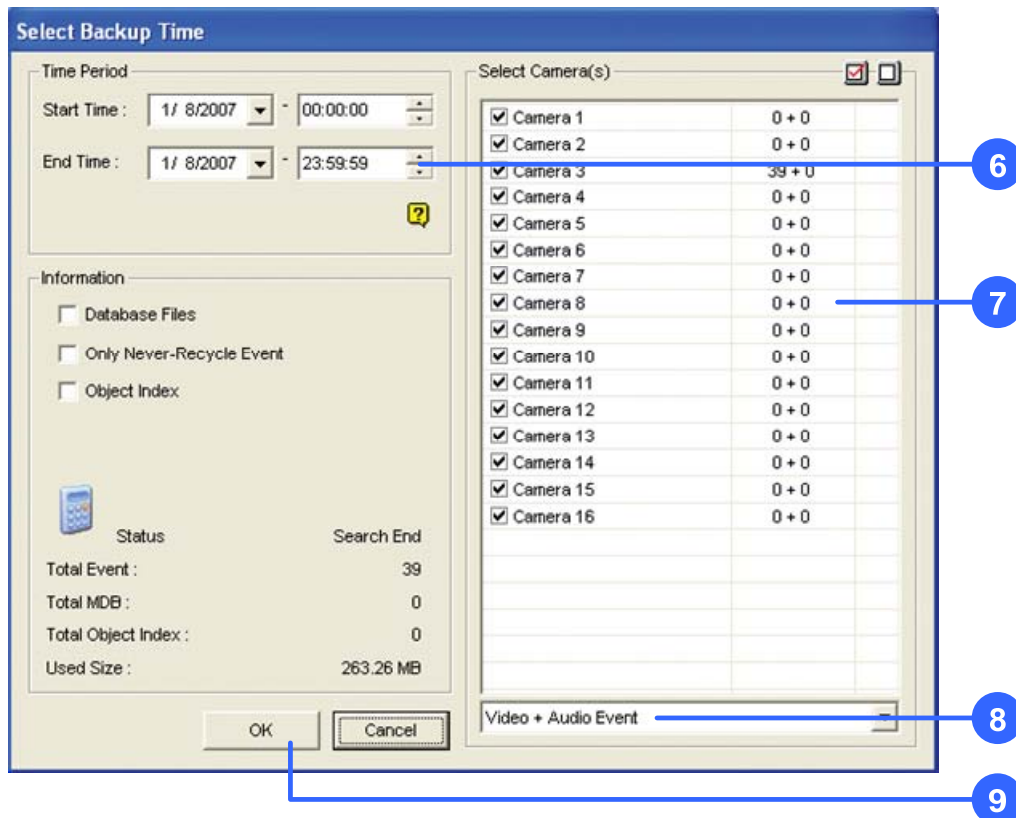 Select Backup Time
Time Period
Start Time : 1/ 8/2007 - 00:00:00
End Time : 1/ 8/2007 - 23:59:59
Information
Database Files
Only Never-Recycle Event
Object Index
Status Search End
Total Event : 39
Total MDB : 0
Total Object Index : 0
Used Size : 263.26 MB
OK Cancel
Select Camera(s)
Camera 1 0 + 0
Camera 2 0 + 0
Camera 3 39 + 0
Camera 4 0 + 0
Camera 5 0 + 0
Camera 6 0 + 0
Camera 7 0 + 0
Camera 8 0 + 0
Camera 9 0 + 0
Camera 10 0 + 0
Camera 11 0 + 0
Camera 12 0 + 0
Camera 13 0 + 0
Camera 14 0 + 0
Camera 15 0 + 0
Camera 16 0 + 0
Video + Audio Event
6
7
8
9